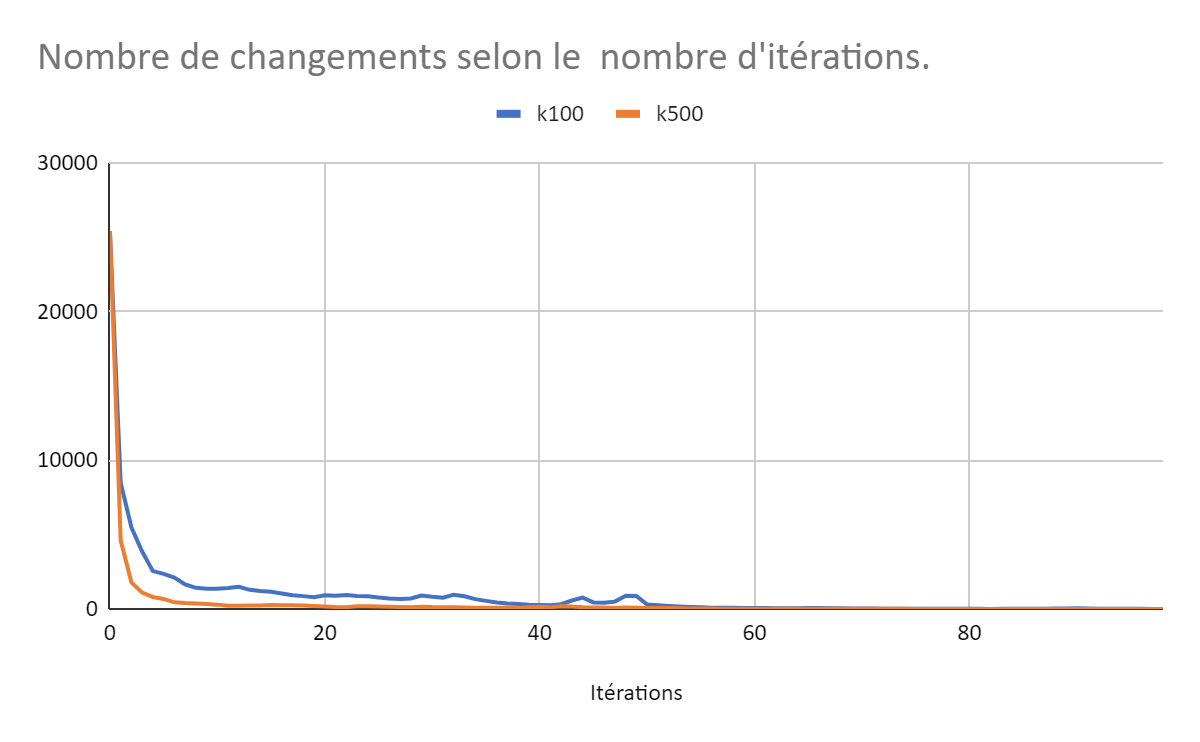 Nombre de changements selon le  nombre d'itérations.
k100 k500
30000
20000
10000
0
0 20 40 60 80
Itérations